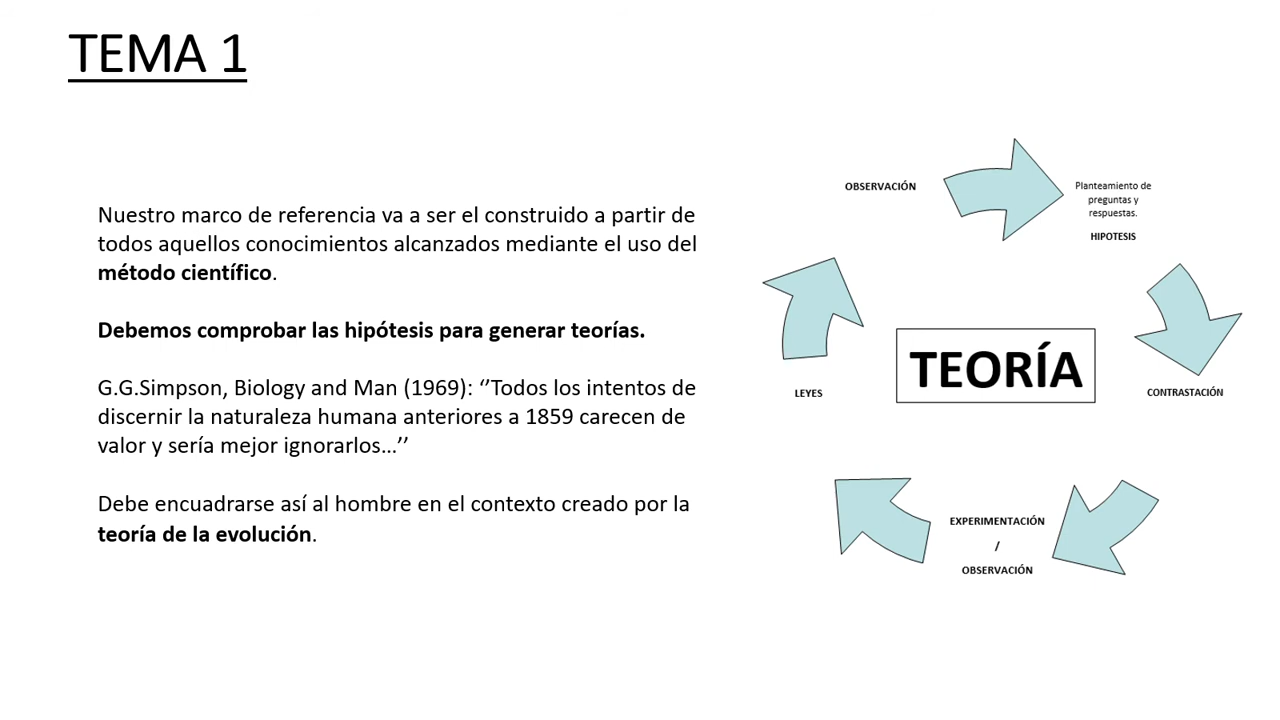 TEMA 1
Nuestro marco de referencia va a ser el construido a partir de
todos aquellos conocimientos alcanzados mediante el uso del
método científico.
Debemos comprobar las hipótesis para generar teorías.
G.G.Simpson, Biology and Man (1969): ‘’Todos los intentos de
discernir la naturaleza humana anteriores a 1859 carecen de
valor y sería mejor ignorarlos…’’
Debe encuadrarse así al hombre en el contexto creado por la
teoría de la evolución.
OBSERVACIÓN
Planteamiento de
preguntas y
respuestas.
HIPOTESIS
TEORÍA
CONTRASTACIÓN
LEYES
EXPERIMENTACIÓN
/
OBSERVACIÓN